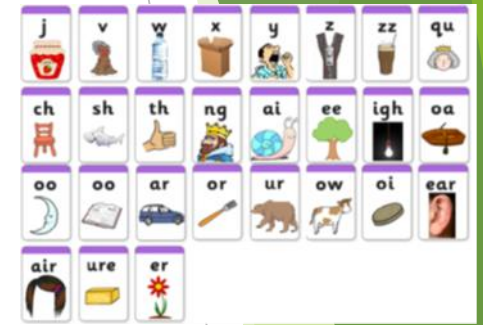 j v w x y z zz qu
ch sh th ng ai ee igh oa
oo oo ar or ur ow oi ear
air ure er